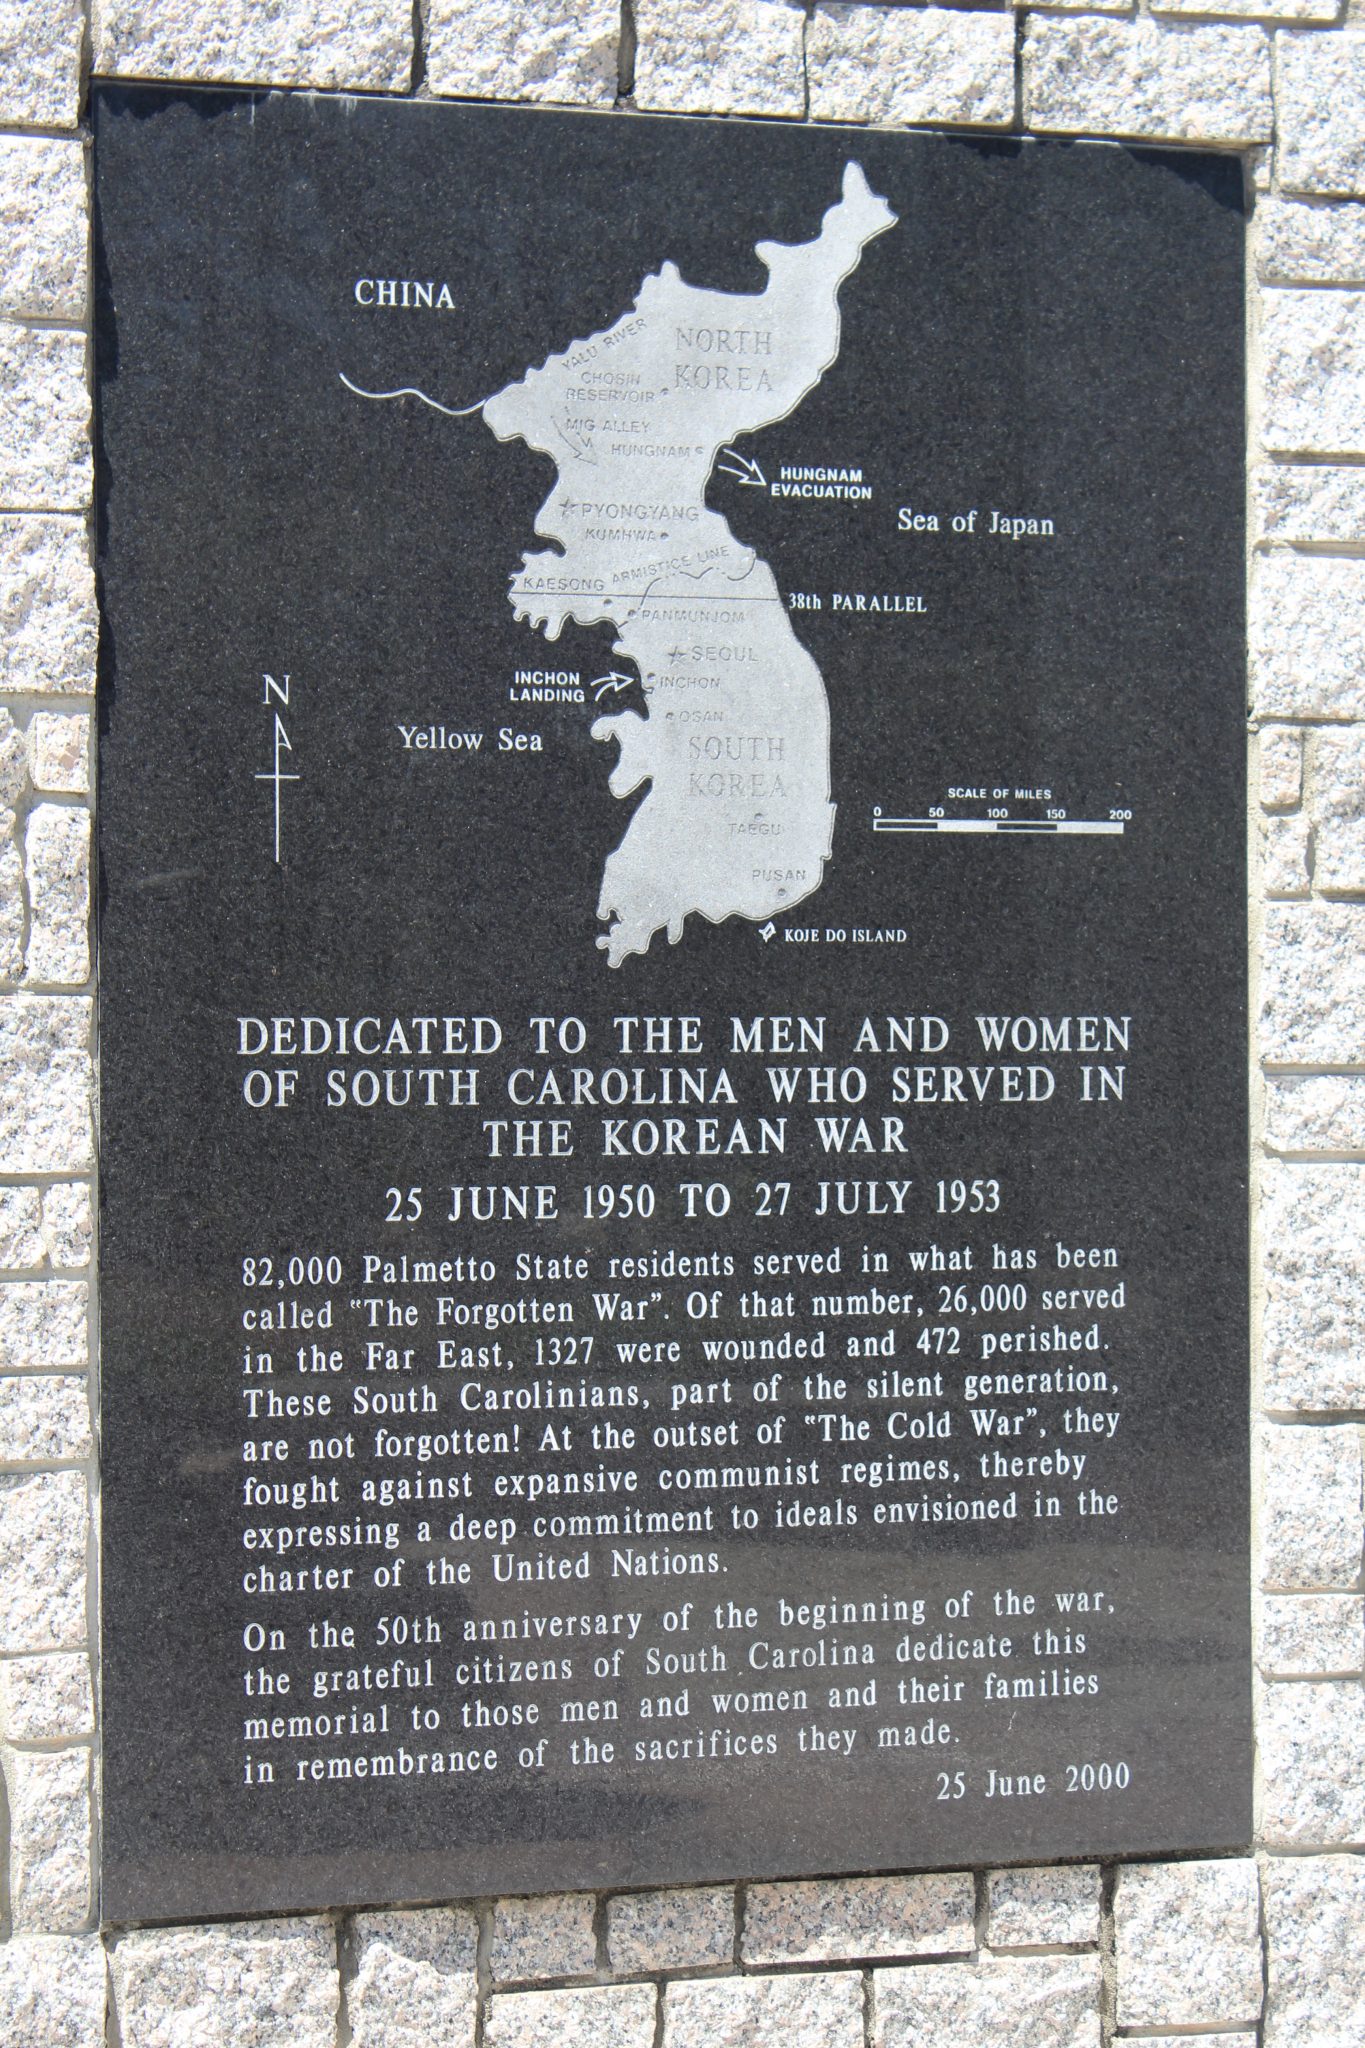 CHINA
YALU RIVER
NORTH
KOREA
CHOSIN
RESERVOIR
MIG ALLEY
HUNGNAM
HUNGNAM
EVACUATION
Sea of Japan
PYONGYANG
KUMHWA
ARMISTICE LINE
KAESONG
38th PARALLEL
PANMUNJOM
SEOUL
INCHON
LANDING
INCHON
N
OSAN
Yellow Sea
SOUTH
KOREA
SCALE OF MILES
0 50 100 150 200
TAEGU
PUSAN
KOJE DO ISLAND
DEDICATED TO THE MEN AND WOMEN
OF SOUTH CAROLINA WHO SERVED IN
THE KOREAN WAR
25 JUNE 1950 TO 27 JULY 1953
82,000 Palmetto State residents served in what has been
called "The Forgotten War". Of that number, 26,000 served
in the Far East, 1327 were wounded and 472 perished.
These South Carolinians, part of the silent generation,
are not forgotten! At the outset of "The Cold War", they
fought against expansive communist regimes, thereby
expressing a deep commitment to ideals envisioned in the
charter of the United Nations.
On the 50th anniversary of the beginning of the war,
the grateful citizens of South Carolina dedicate this
memorial to those men and women and their families
in remembrance of the sacrifices they made.
25 June 2000